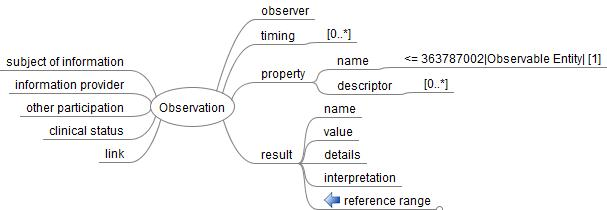 observer
timing
[0..*]
property
name
<= 363787002|Observable Entity| [1]
descriptor
[0..*]
subject of information
information provider
other participation
clinical status
link
Observation
result
name
value
details
interpretation
reference range